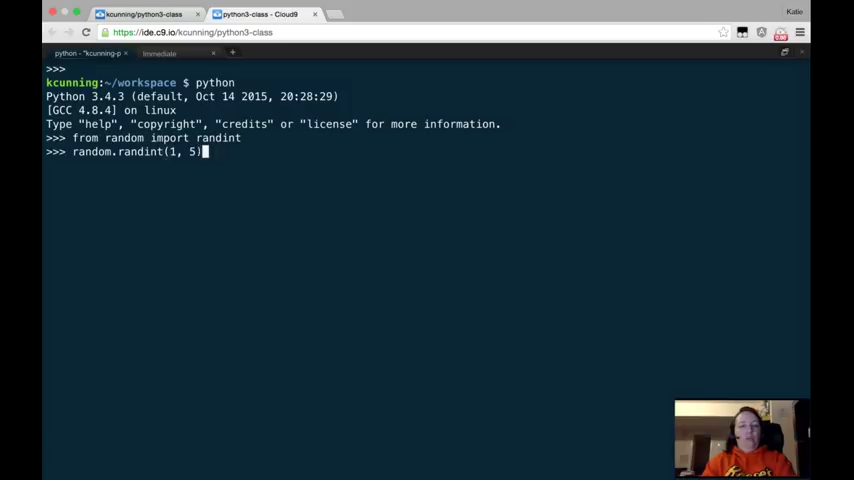 kcunning/python3-class
python3-class - Cloud9
Katie
https://ide.c9.io/kcunning/python3-class
python - "kcunning-p
Immediate
>>>
kcunning:~/workspace $ python
Python 3.4.3 (default, Oct 14 2015, 20:28:29)
[GCC 4.8.4] on linux
Type "help", "copyright", "credits" or "license" for more information.
>>> from random import randint
>>> random.randint(1, 5)